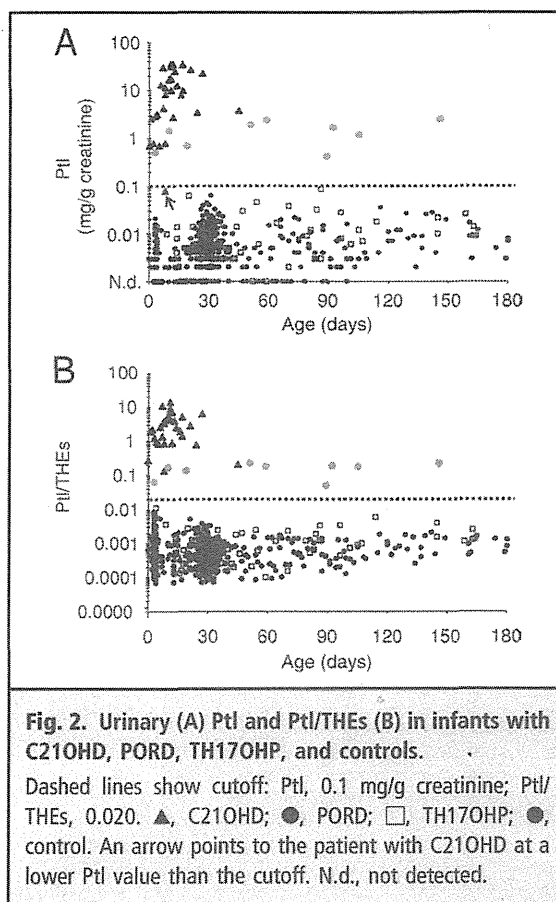 A
100
10
1
0.1
0.01
N.d.
PtI
(mg/g creatinine)
0 30 60 90 120 150 180
Age (days)
B
100
10
1
0.1
0.01
0.001
0.0001
0.0000
PtI/THEs
0 30 60 90 120 150 180
Age (days)
Fig. 2. Urinary (A) Ptl and Ptl/THEs (B) in infants with
C21OHD, PORD, TH17OHP, and controls.
Dashed lines show cutoff: Ptl, 0.1 mg/g creatinine; Ptl/
THEs, 0.020. ▲, C21OHD; ●, PORD; □, TH17OHP; ●,
control. An arrow points to the patient with C21OHD at a
lower Ptl value than the cutoff. N.d., not detected.